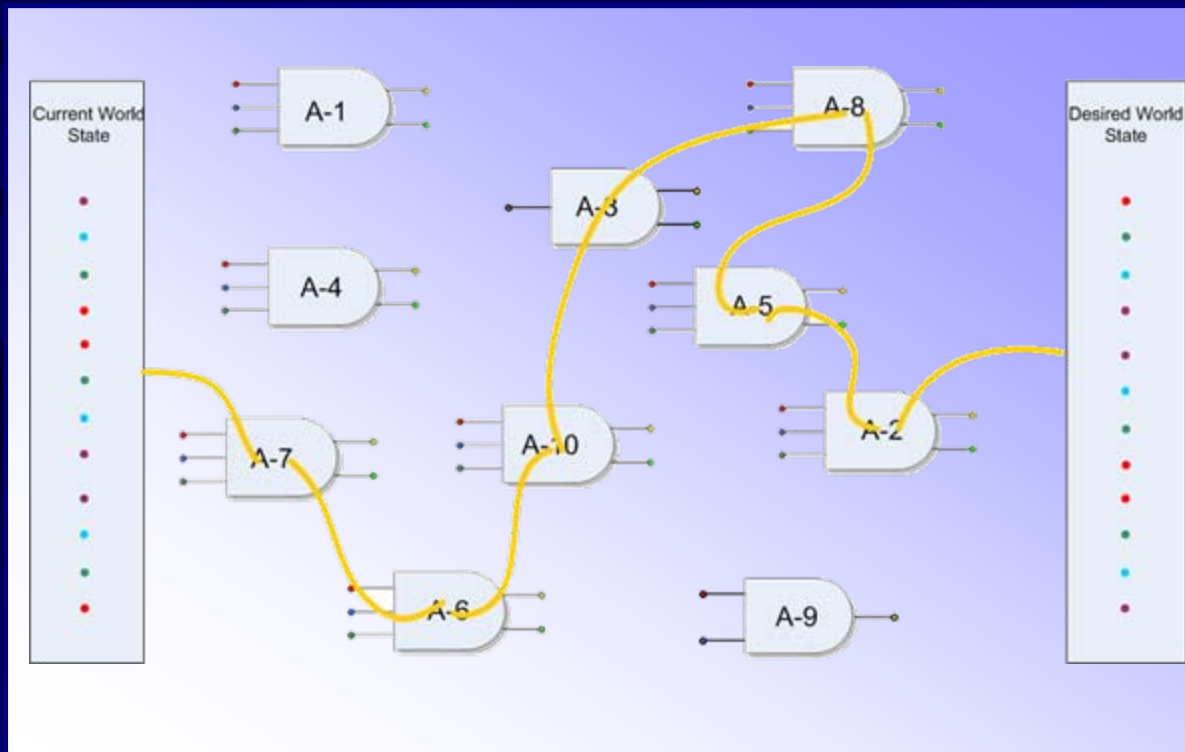 Current World
State
A-1
A-8
Desired World
State
A-3
A-4
A-5
A-7
A-10
A-2
A-6
A-9